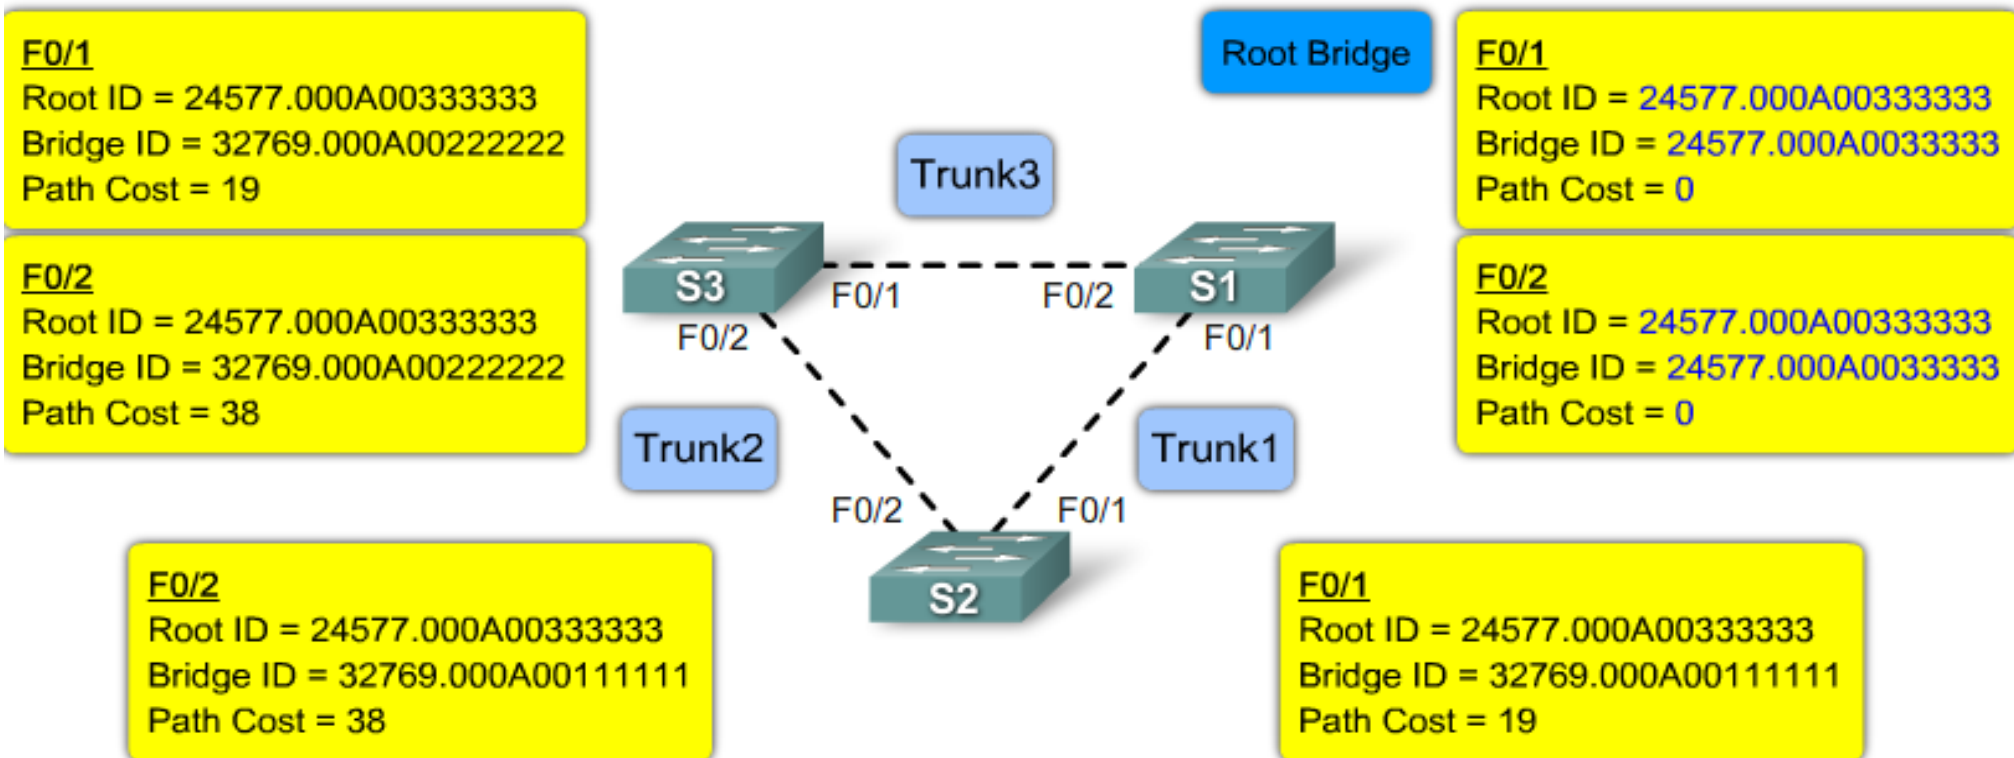 F0/1
Root ID = 24577.000A00333333
Bridge ID = 32769.000A00222222
Path Cost = 19
F0/2
Root ID = 24577.000A00333333
Bridge ID = 32769.000A00222222
Path Cost = 38
Root Bridge
F0/1
Root ID = 24577.000A00333333
Bridge ID = 24577.000A0033333
Path Cost = 0
F0/2
Root ID = 24577.000A00333333
Bridge ID = 24577.000A0033333
Path Cost = 0
Trunk3
S3
F0/1
F0/2
S1
F0/2
F0/1
Trunk2
Trunk1
F0/2
F0/1
S2
F0/2
Root ID = 24577.000A00333333
Bridge ID = 32769.000A00111111
Path Cost = 38
F0/1
Root ID = 24577.000A00333333
Bridge ID = 32769.000A00111111
Path Cost = 19